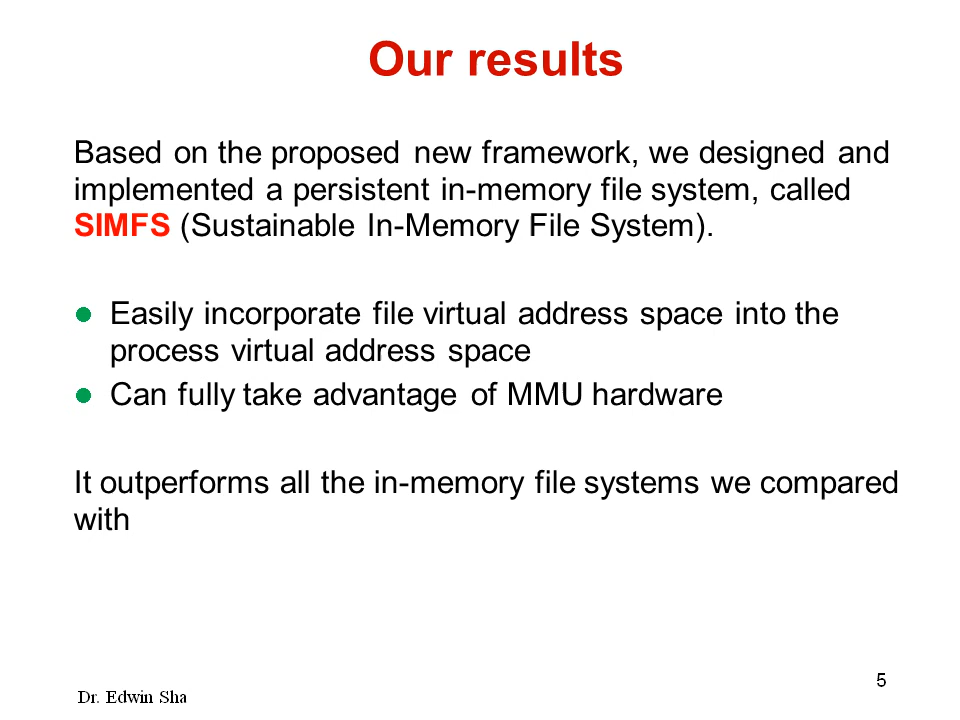 Our results
Based on the proposed new framework, we designed and
implemented a persistent in-memory file system, called
SIMFS (Sustainable In-Memory File System).
Easily incorporate file virtual address space into the
process virtual address space
Can fully take advantage of MMU hardware
It outperforms all the in-memory file systems we compared
with
5
Dr. Edwin Sha